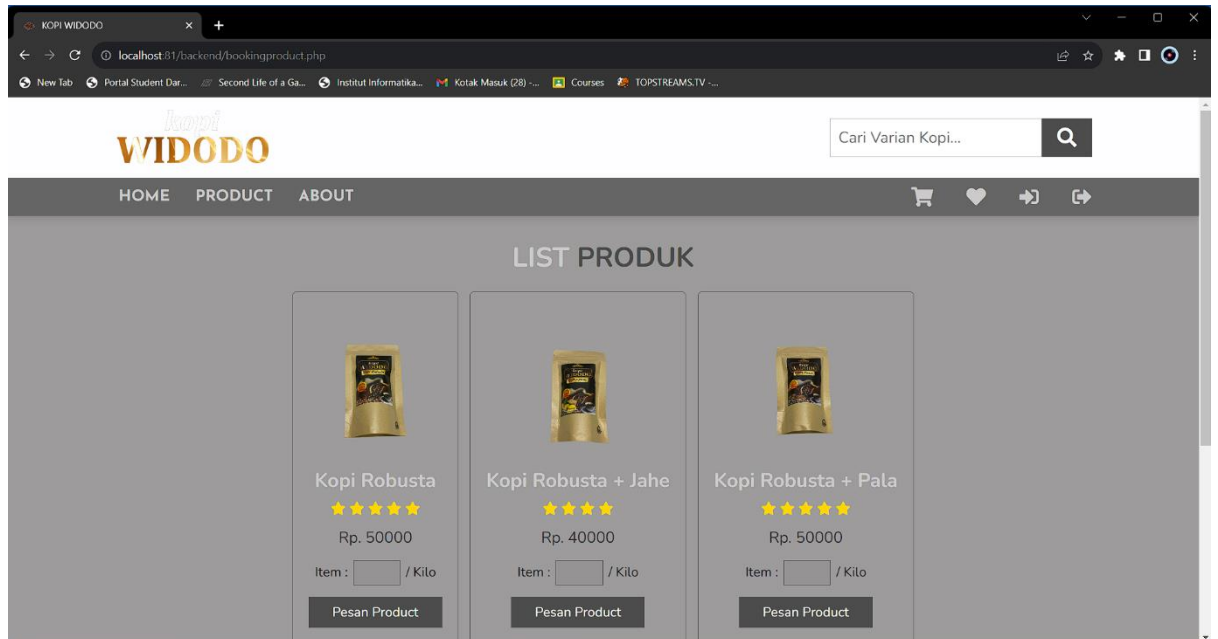 KOPI WIDODO
localhost:81/backend/bookingproduct.php
New Tab Portal Student Dar... Second Life of a Ga... Institut Informatika... Kotak Masuk (28) -... Courses TOPSTREAMS.TV -...
kopi
WIDODO
Cari Varian Kopi...
HOME PRODUCT ABOUT
LIST PRODUK
Kopi Robusta Kopi Robusta + Jahe Kopi Robusta + Pala
Rp. 50000 Rp. 40000 Rp. 50000
Item : / Kilo Item : / Kilo Item : / Kilo
Pesan Product Pesan Product Pesan Product